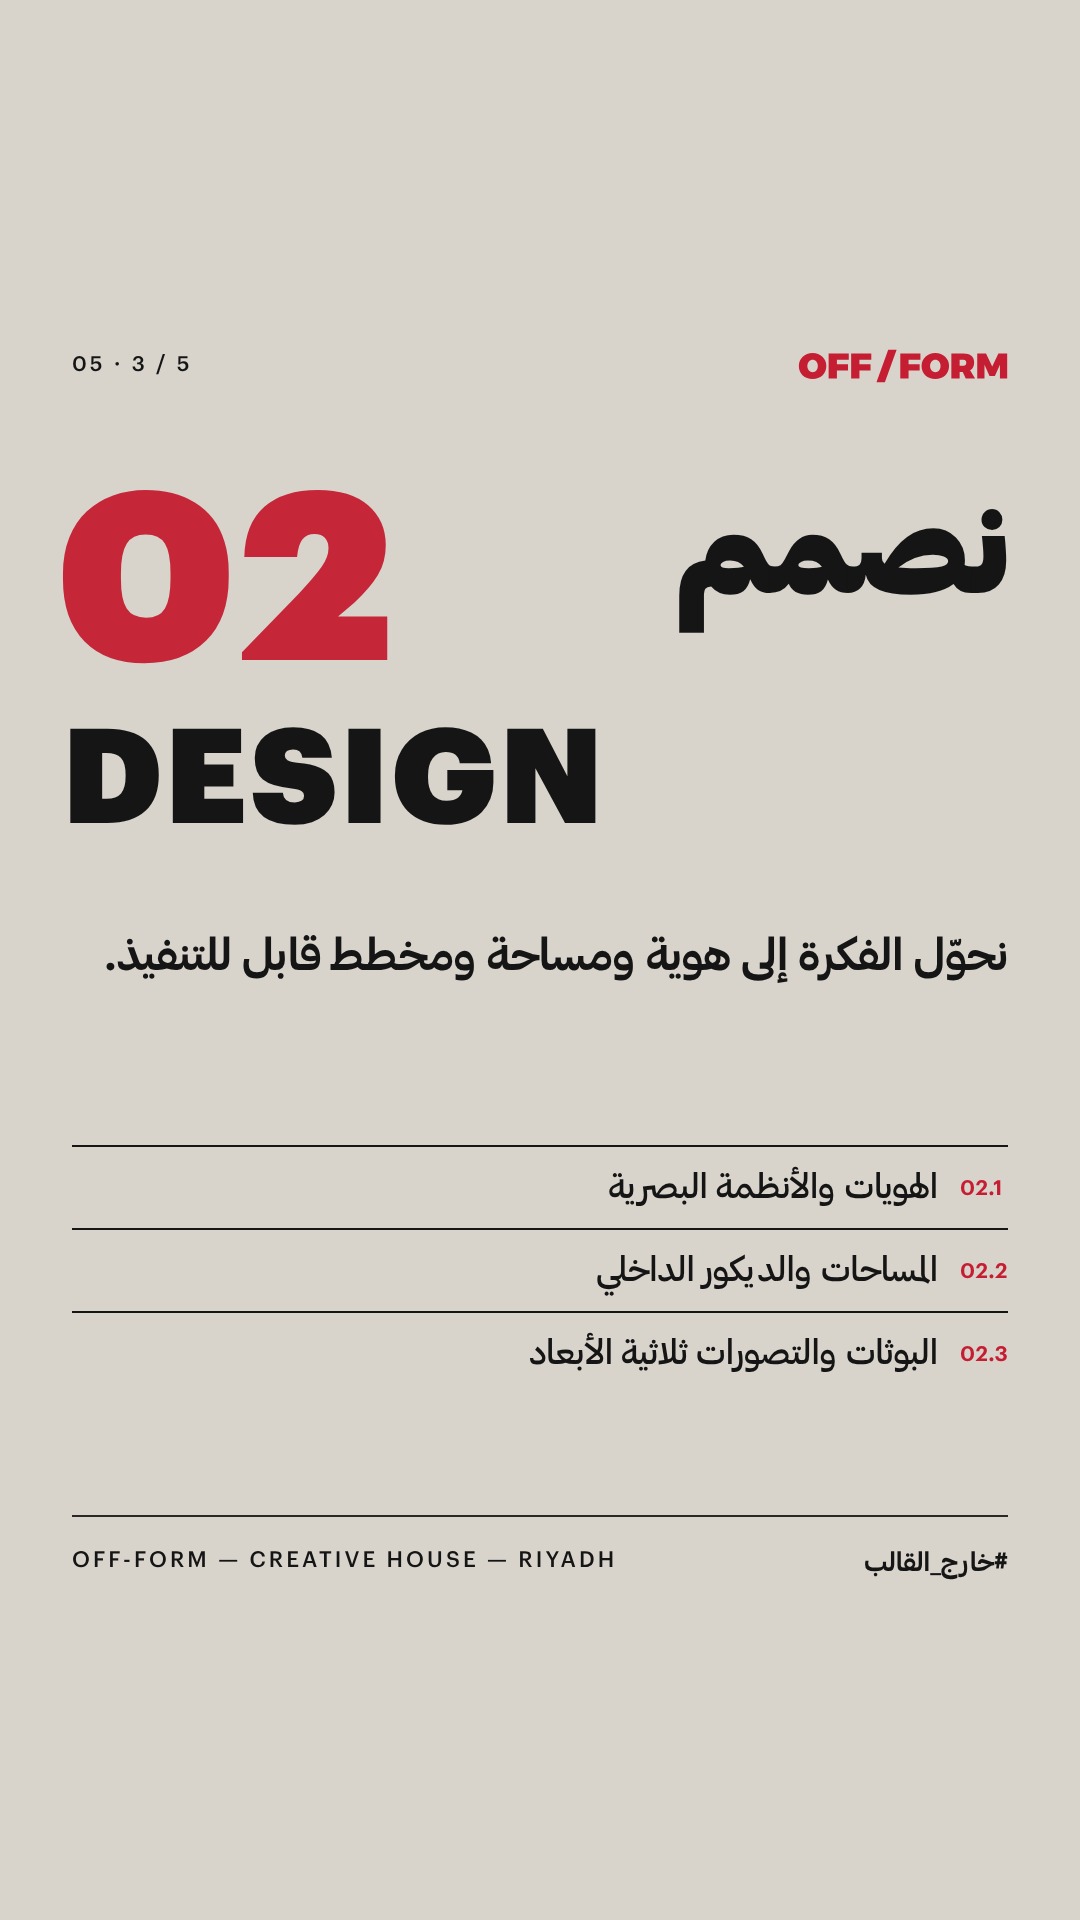 05 · 3 / 5
OFF/FORM
02
نصمم
DESIGN
نحوّل الفكرة إلى هوية ومساحة ومخطط قابل للتنفيذ.
02.1 الهويات والأنظمة البصرية
02.2 المساحات والديكور الداخلي
02.3 البوثات والتصورات ثلاثية الأبعاد
OFF-FORM — CREATIVE HOUSE — RIYADH
#خارج_القالب